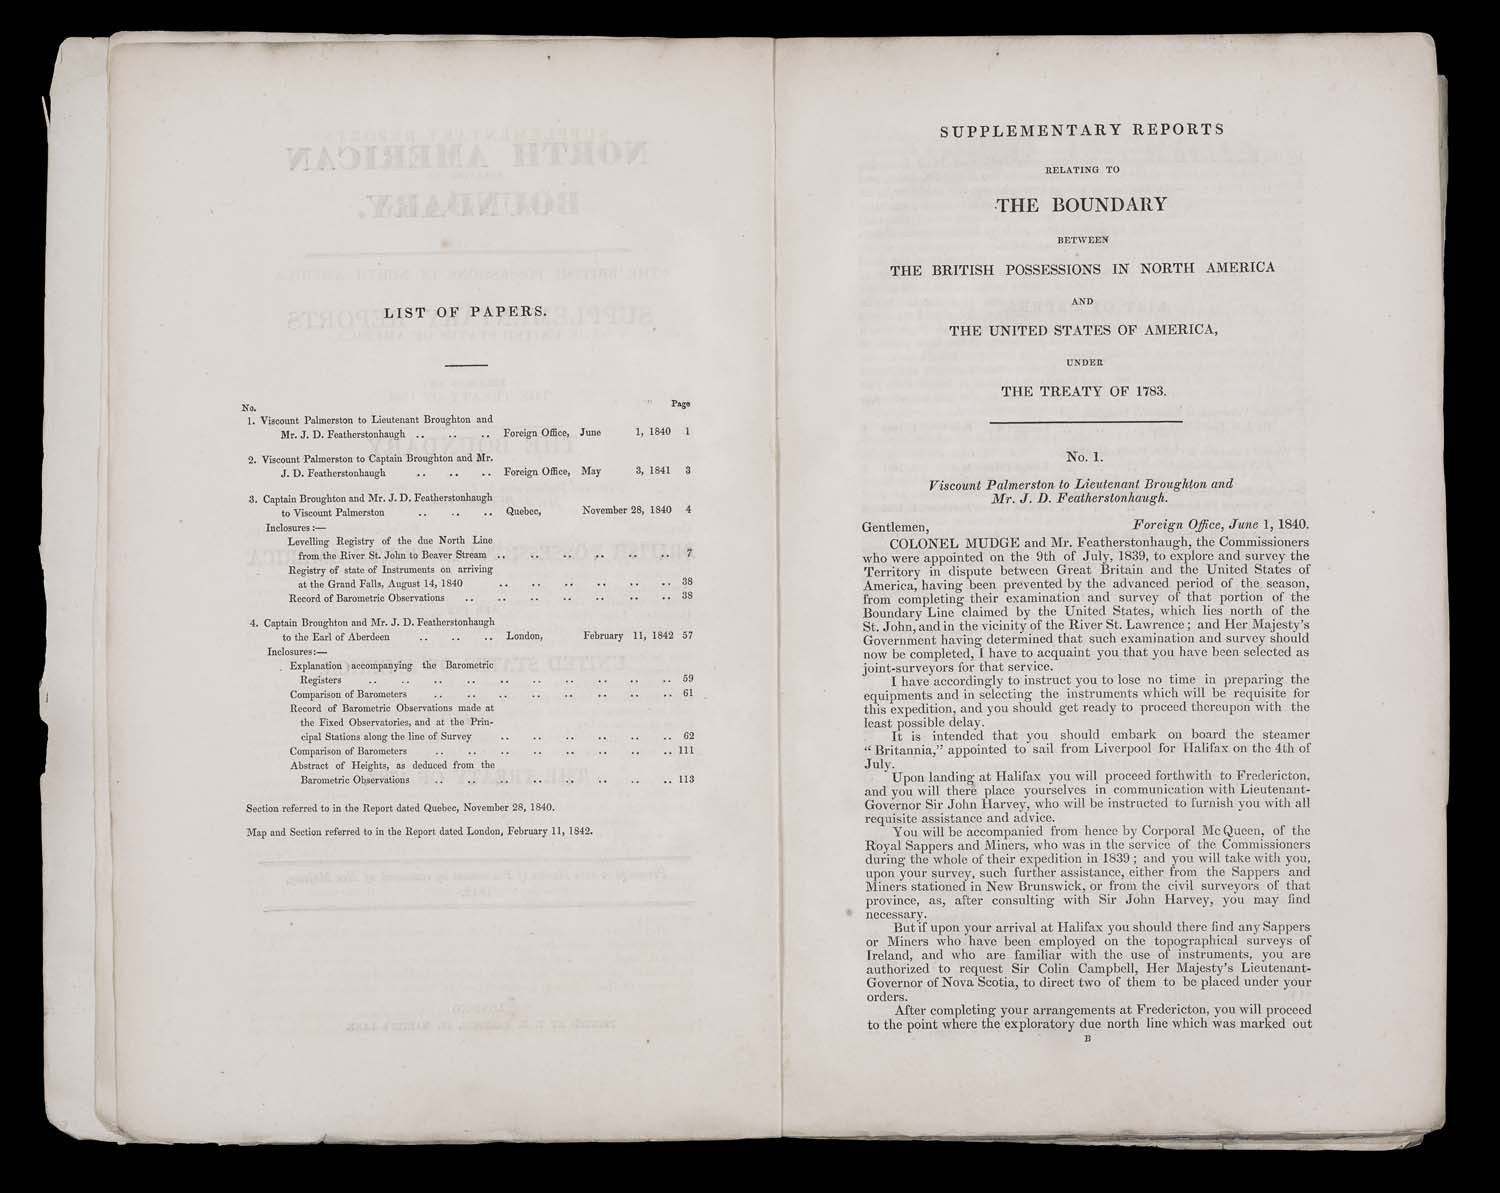 LIST OF PAPERS.
No. Page
1. Viscount Palmerston to Lieutenant Broughton and
Mr. J. D. Featherstonhaugh .. .. .. Foreign Office, June 1, 1840 1
2. Viscount Palmerston to Captain Broughton and Mr.
J. D. Featherstonhaugh .. .. .. Foreign Office, May 3, 1841 3
3. Captain Broughton and Mr. J. D. Featherstonhaugh
to Viscount Palmerston .. .. .. Quebec, November 28, 1840 4
Inclosures :—
Levelling Registry of the due North Line
from the River St. John to Beaver Stream .. .. .. .. .. .. 7
Registry of state of Instruments on arriving
at the Grand Falls, August 14, 1840 .. .. .. .. .. .. 38
Record of Barometric Observations .. .. .. .. .. .. .. 38
4. Captain Broughton and Mr. J. D. Featherstonhaugh
to the Earl of Aberdeen .. .. .. London, February 11, 1842 57
Inclosures:—
Explanation accompanying the Barometric
Registers .. .. .. .. .. .. .. .. .. .. 59
Comparison of Barometers .. .. .. .. .. .. .. .. 61
Record of Barometric Observations made at
the Fixed Observatories, and at the Prin-
cipal Stations along the line of Survey .. .. .. .. .. .. 62
Comparison of Barometers .. .. .. .. .. .. .. .. 111
Abstract of Heights, as deduced from the
Barometric Observations .. .. .. .. .. .. .. .. 113
Section referred to in the Report dated Quebec, November 28, 1840.
Map and Section referred to in the Report dated London, February 11, 1842.
SUPPLEMENTARY REPORTS
RELATING TO
THE BOUNDARY
BETWEEN
THE BRITISH POSSESSIONS IN NORTH AMERICA
AND
THE UNITED STATES OF AMERICA,
UNDER
THE TREATY OF 1783.
No. 1.
Viscount Palmerston to Lieutenant Broughton and
Mr. J. D. Featherstonhaugh.
Gentlemen, Foreign Office, June 1, 1840.
COLONEL MUDGE and Mr. Featherstonhaugh, the Commissioners
who were appointed on the 9th of July, 1839, to explore and survey the
Territory in dispute between Great Britain and the United States of
America, having been prevented by the advanced period of the season,
from completing their examination and survey of that portion of the
Boundary Line claimed by the United States, which lies north of the
St. John, and in the vicinity of the River St. Lawrence ; and Her Majesty's
Government having determined that such examination and survey should
now be completed, I have to acquaint you that you have been selected as
joint-surveyors for that service.
I have accordingly to instruct you to lose no time in preparing the
equipments and in selecting the instruments which will be requisite for
this expedition, and you should get ready to proceed thereupon with the
least possible delay.
It is intended that you should embark on board the steamer
“ Britannia,” appointed to sail from Liverpool for Halifax on the 4th of
July.
Upon landing at Halifax you will proceed forthwith to Fredericton,
and you will there place yourselves in communication with Lieutenant-
Governor Sir John Harvey, who will be instructed to furnish you with all
requisite assistance and advice.
You will be accompanied from hence by Corporal Mc Queen, of the
Royal Sappers and Miners, who was in the service of the Commissioners
during the whole of their expedition in 1839 ; and you will take with you,
upon your survey, such further assistance, either from the Sappers and
Miners stationed in New Brunswick, or from the civil surveyors of that
province, as, after consulting with Sir John Harvey, you may find
necessary.
But if upon your arrival at Halifax you should there find any Sappers
or Miners who have been employed on the topographical surveys of
Ireland, and who are familiar with the use of instruments, you are
authorized to request Sir Colin Campbell, Her Majesty's Lieutenant-
Governor of Nova Scotia, to direct two of them to be placed under your
orders.
After completing your arrangements at Fredericton, you will proceed
to the point where the exploratory due north line which was marked out
B